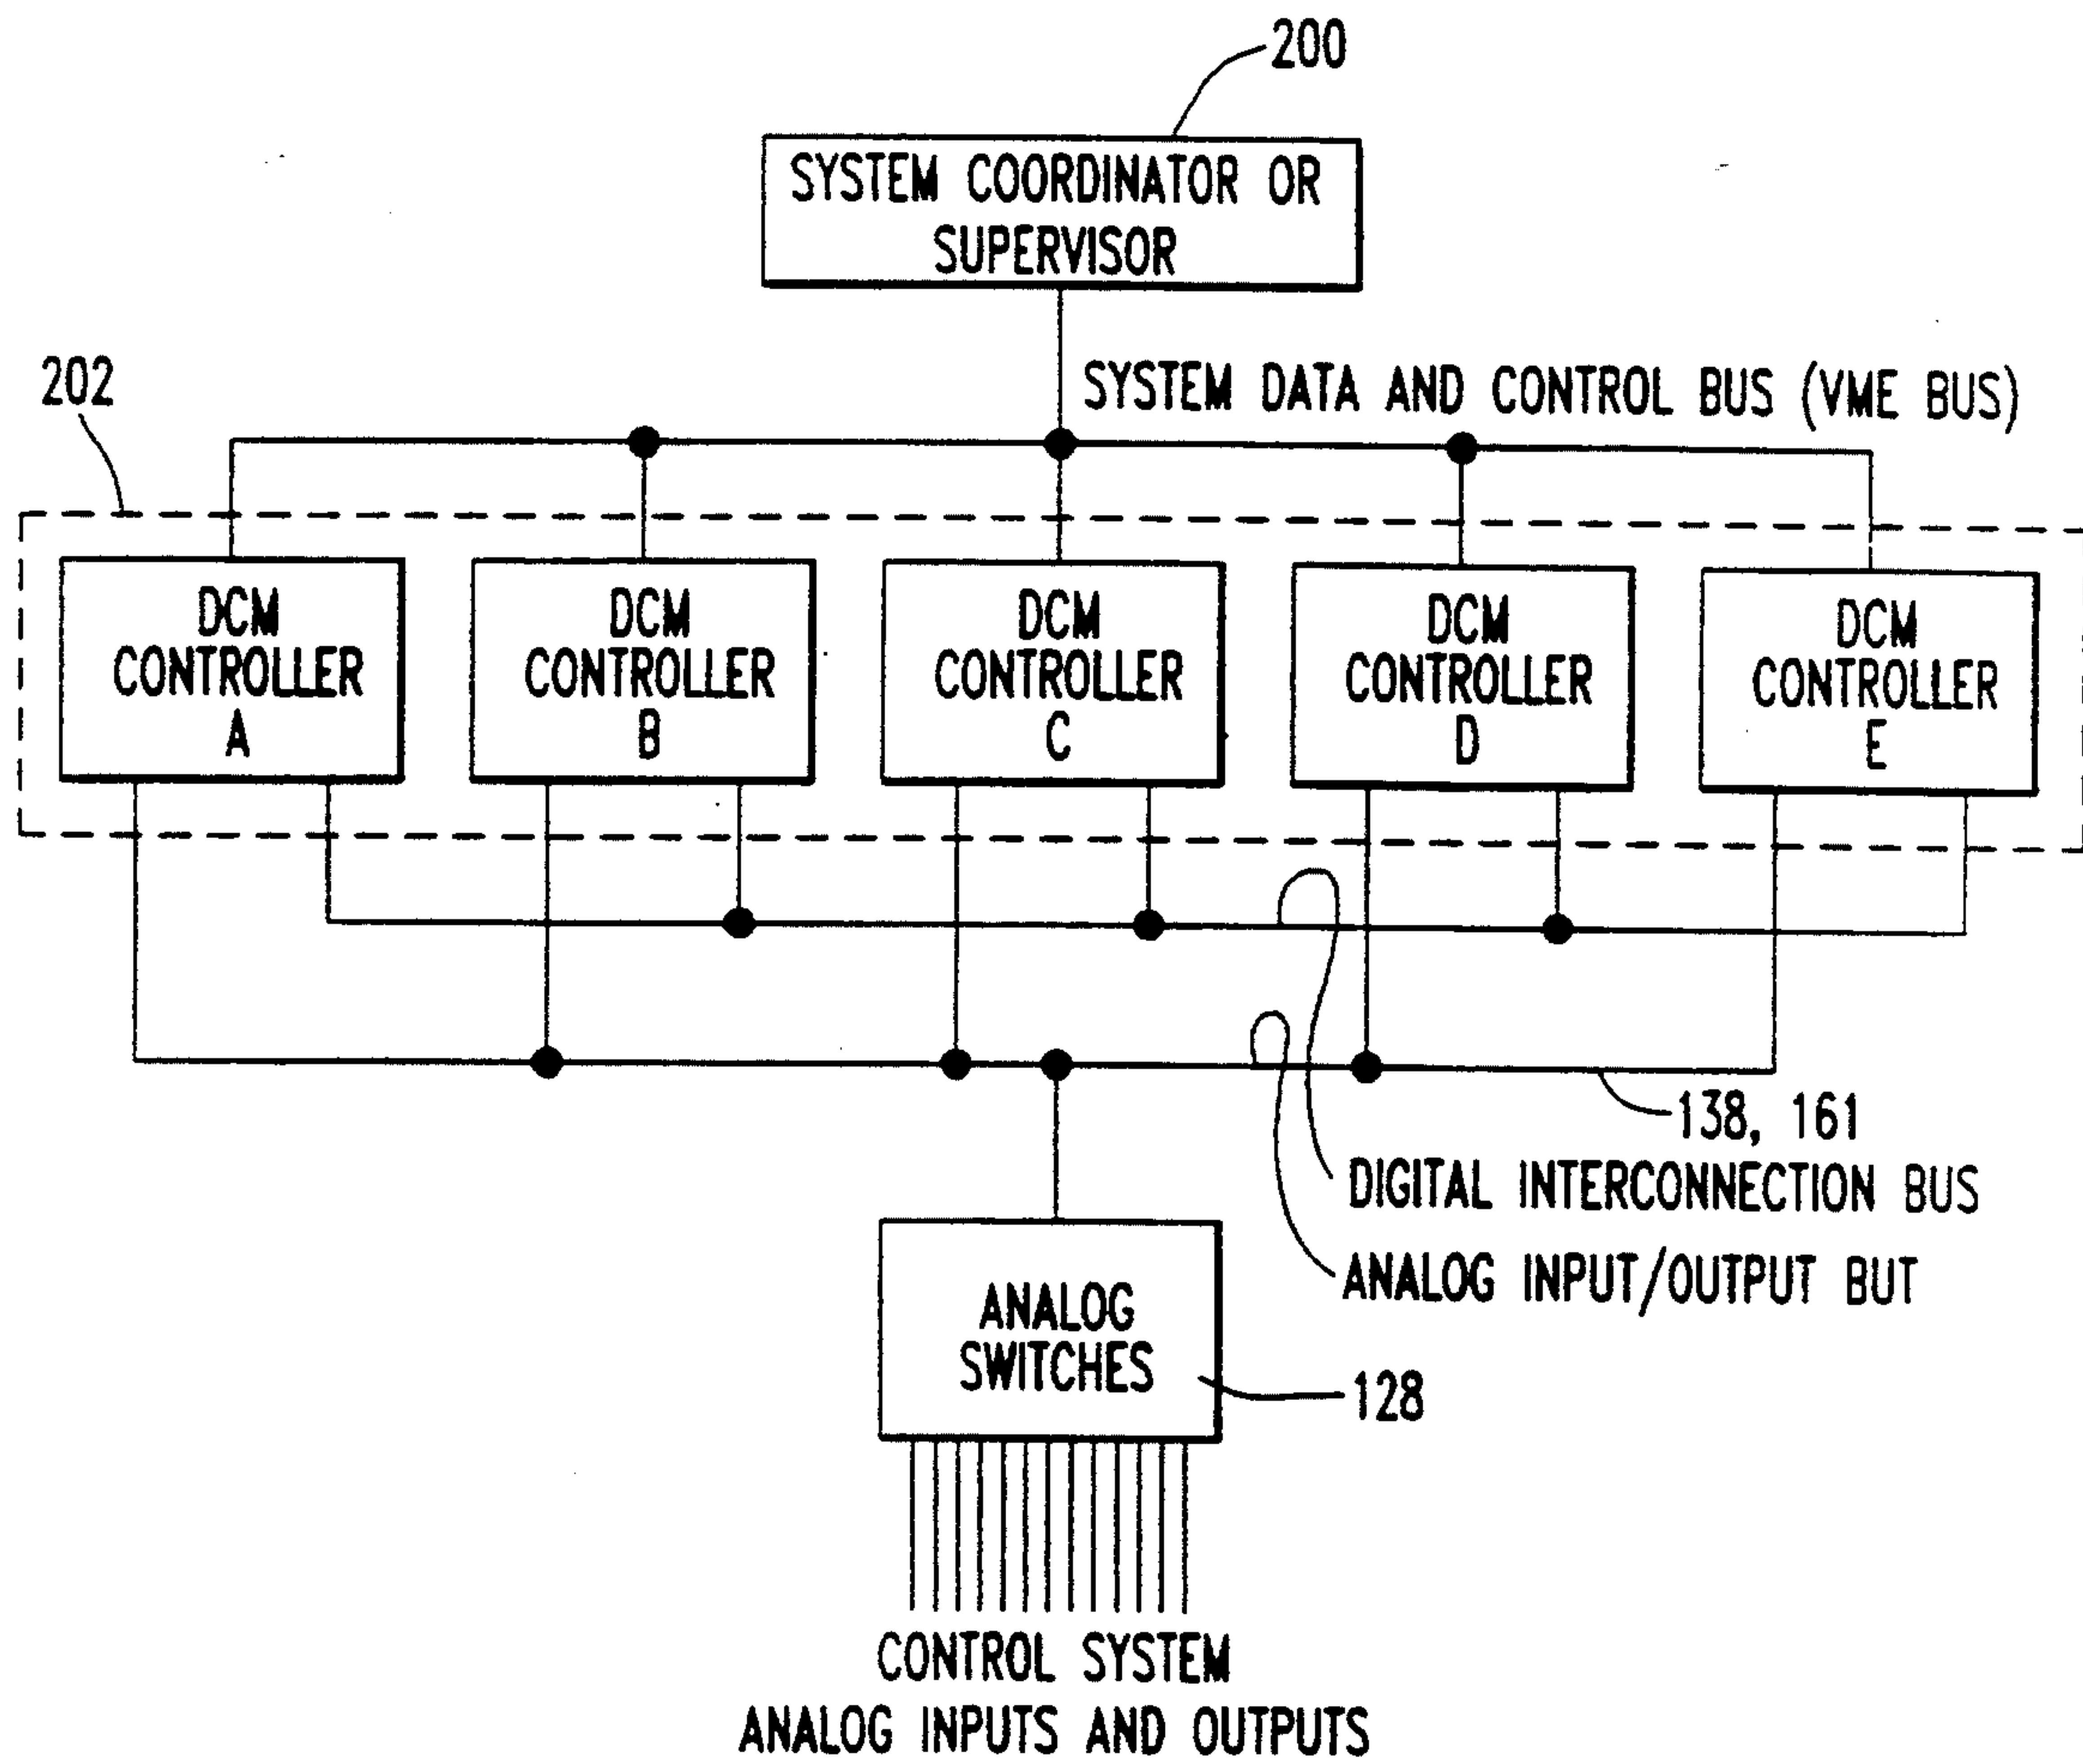 200
SYSTEM COORDINATOR OR
SUPERVISOR
202
SYSTEM DATA AND CONTROL BUS (VME BUS)
DCM
CONTROLLER
A
DCM
CONTROLLER
B
DCM
CONTROLLER
C
DCM
CONTROLLER
D
DCM
CONTROLLER
E
138, 161
DIGITAL INTERCONNECTION BUS
ANALOG INPUT/OUTPUT BUT
ANALOG
SWITCHES
128
CONTROL SYSTEM
ANALOG INPUTS AND OUTPUTS